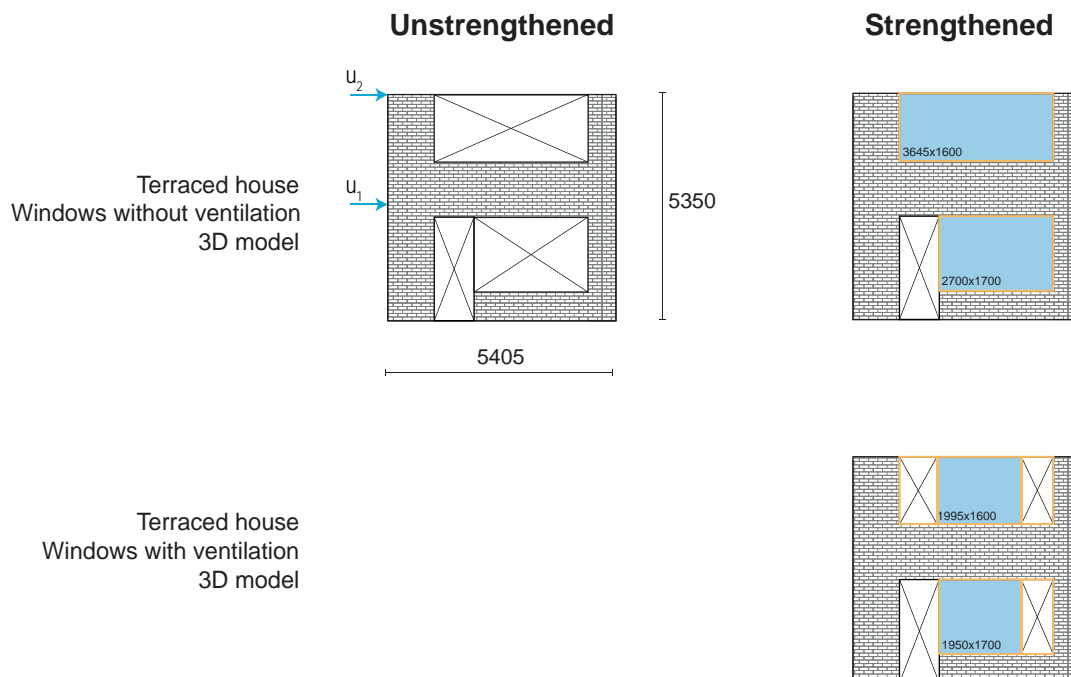 Unstrengthened
Strengthened
u2
u1
Terraced house
Windows without ventilation
3D model
5350
5405
3645x1600
2700x1700
Terraced house
Windows with ventilation
3D model
1995x1600
1950x1700